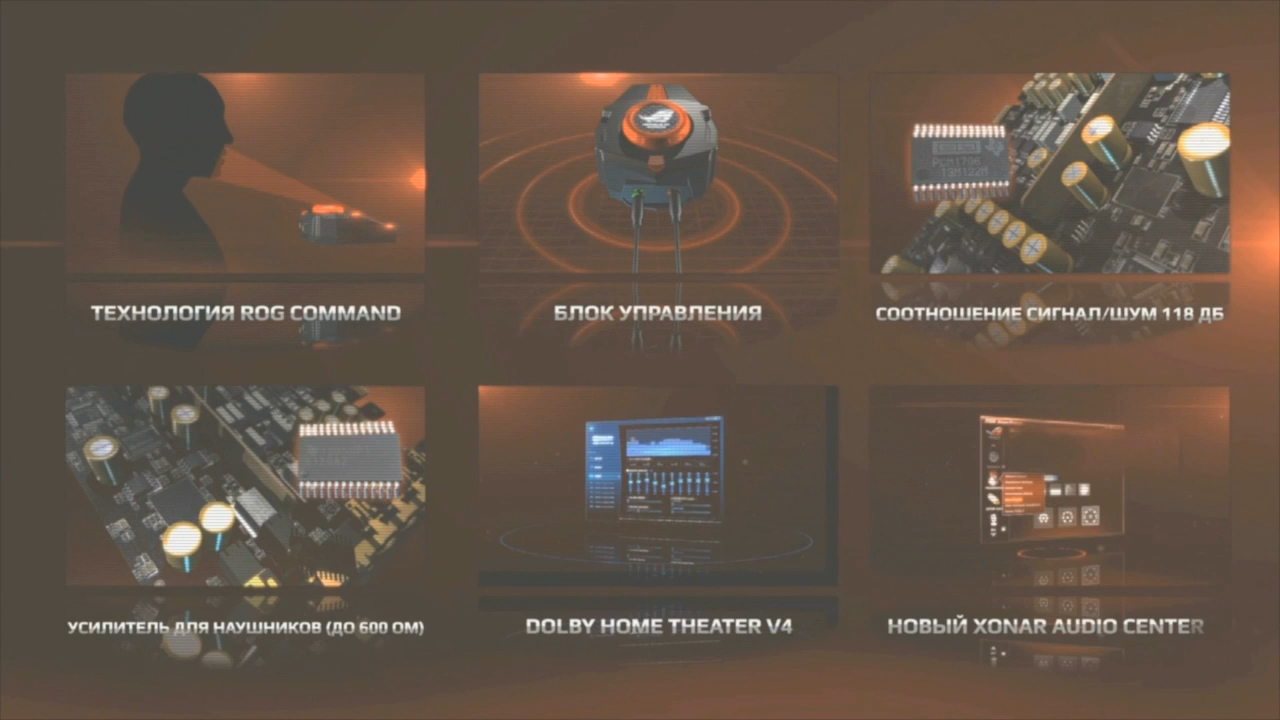 PCM1796
ТЕХНОЛОГИЯ ROG COMMAND
БЛОК УПРАВЛЕНИЯ
СООТНОШЕНИЕ СИГНАЛ/ШУМ 118 ДБ
УСИЛИТЕЛЬ ДЛЯ НАУШНИКОВ (ДО 600 ОМ)
DOLBY HOME THEATER V4
НОВЫЙ XONAR AUDIO CENTER